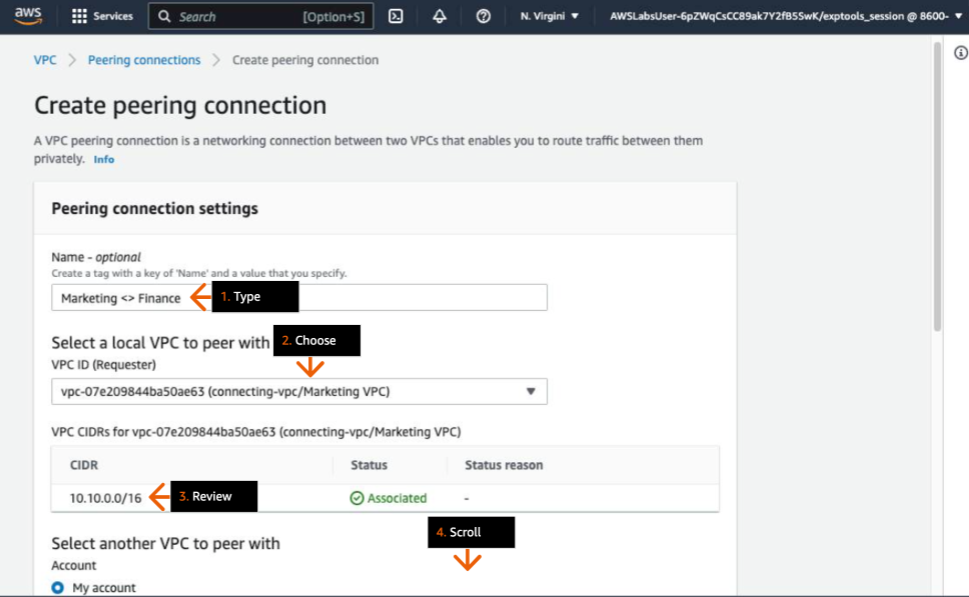 aws Services Search [Option+S] N. Virgini AWSLabsUser-6pZWqCsCC89ak7Y2fB5SwK/exptools_session @ 8600-
VPC > Peering connections > Create peering connection
Create peering connection
A VPC peering connection is a networking connection between two VPCs that enables you to route traffic between them
privately. Info
Peering connection settings
Name - optional
Create a tag with a key of 'Name' and a value that you specify.
Marketing <> Finance 1. Type
Select a local VPC to peer with 2. Choose
VPC ID (Requester)
vpc-07e209844ba50ae63 (connecting-vpc/Marketing VPC)
VPC CIDRs for vpc-07e209844ba50ae63 (connecting-vpc/Marketing VPC)
CIDR Status Status reason
10.10.0.0/16 3. Review Associated -
4. Scroll
Select another VPC to peer with
Account
My account